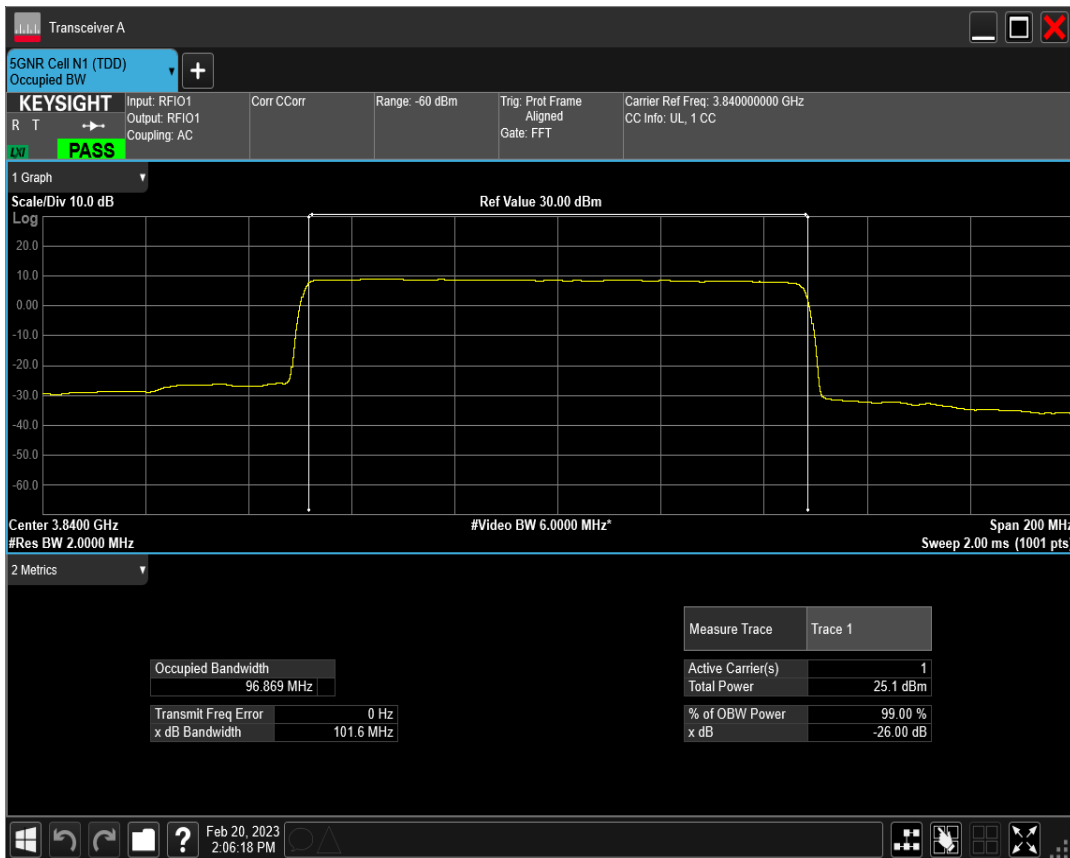 Transceiver A
5GNR Cell N1 (TDD)
Occupied BW
+
KEYSIGHT
R T
LXI
PASS
Input: RFIO1
Output: RFIO1
Coupling: AC
Corr CCorr
Range: -60 dBm
Trig: Prot Frame
Aligned
Gate: FFT
Carrier Ref Freq: 3.840000000 GHz
CC Info: UL, 1 CC
1 Graph
Scale/Div 10.0 dB
Ref Value 30.00 dBm
Log
20.0
10.0
0.00
-10.0
-20.0
-30.0
-40.0
-50.0
-60.0
Center 3.8400 GHz
#Video BW 6.0000 MHz*
Span 200 MHz
#Res BW 2.0000 MHz
Sweep 2.00 ms (1001 pts)
2 Metrics
Measure Trace Trace 1
Occupied Bandwidth
96.869 MHz
Active Carrier(s) 1
Total Power 25.1 dBm
Transmit Freq Error 0 Hz
x dB Bandwidth 101.6 MHz
% of OBW Power 99.00 %
x dB -26.00 dB
?
Feb 20, 2023
2:06:18 PM